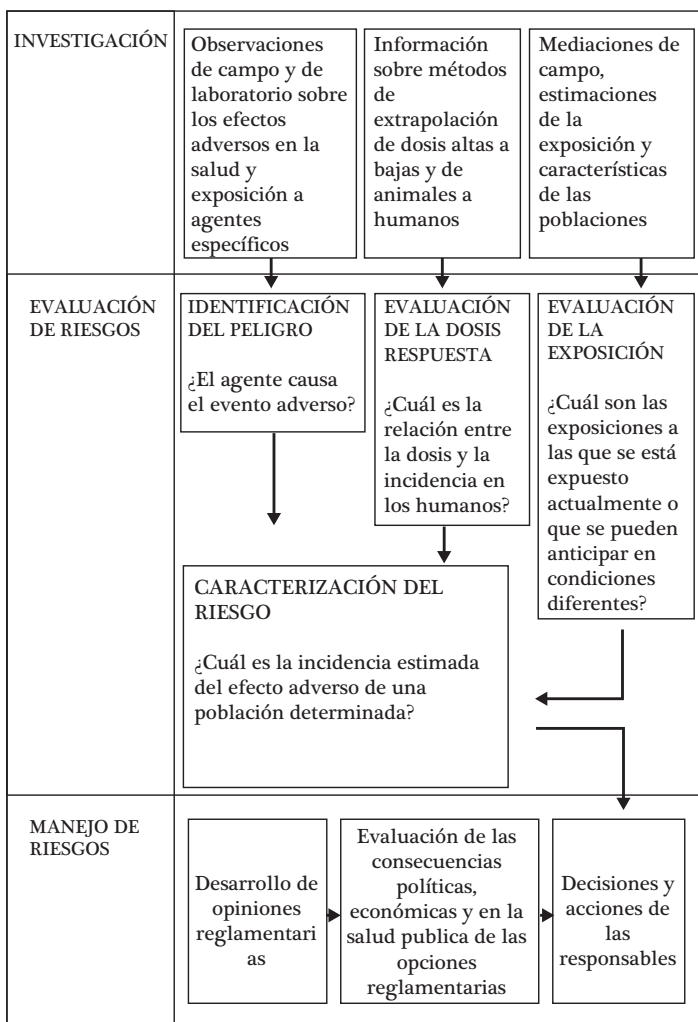 INVESTIGACIÓN
Observaciones
de campo y de
laboratorio sobre
los efectos
adversos en la
salud y
exposición a
agentes
específicos
Información
sobre métodos
de
extrapolación
de dosis altas a
bajas y de
animales a
humanos
Mediaciones de
campo,
estimaciones
de la
exposición y
características
de las
poblaciones
EVALUACIÓN
DE RIESGOS
IDENTIFICACIÓN
DEL PELIGRO
¿El agente causa
el evento adverso?
EVALUACIÓN
DE LA DOSIS
RESPUESTA
¿Cuál es la
relación entre
la dosis y la
incidencia en
los humanos?
EVALUACIÓN
DE LA
EXPOSICIÓN
¿Cuál son las
exposiciones a
las que se está
expuesto
actualmente o
que se pueden
anticipar en
condiciones
diferentes?
CARACTERIZACIÓN DEL
RIESGO
¿Cuál es la incidencia estimada
del efecto adverso de una
población determinada?
MANEJO DE
RIESGOS
Desarrollo de
opiniones
reglamentari
as
Evaluación de las
consecuencias
políticas,
económicas y en la
salud publica de las
opciones
reglamentarias
Decisiones y
acciones de
las
responsables